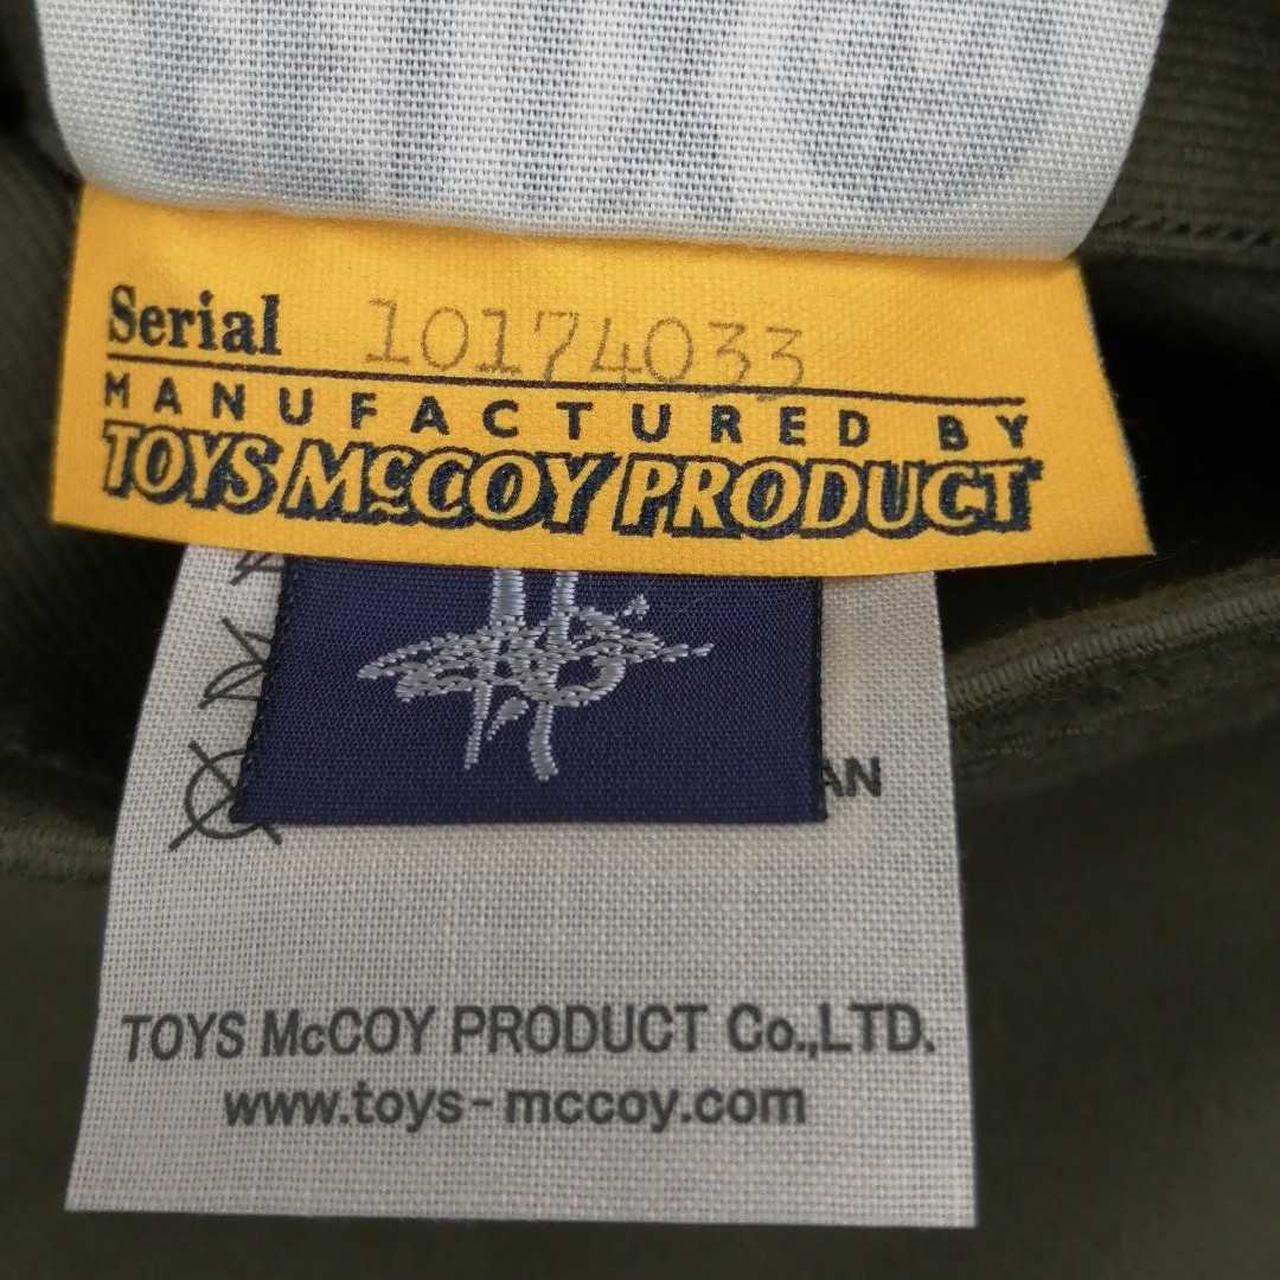 Serial 10174033
MANUFACTURED BY
TOYS McCOY PRODUCT
AN
TOYS McCOY PRODUCT Co.,LTD.
www.toys-mccoy.com